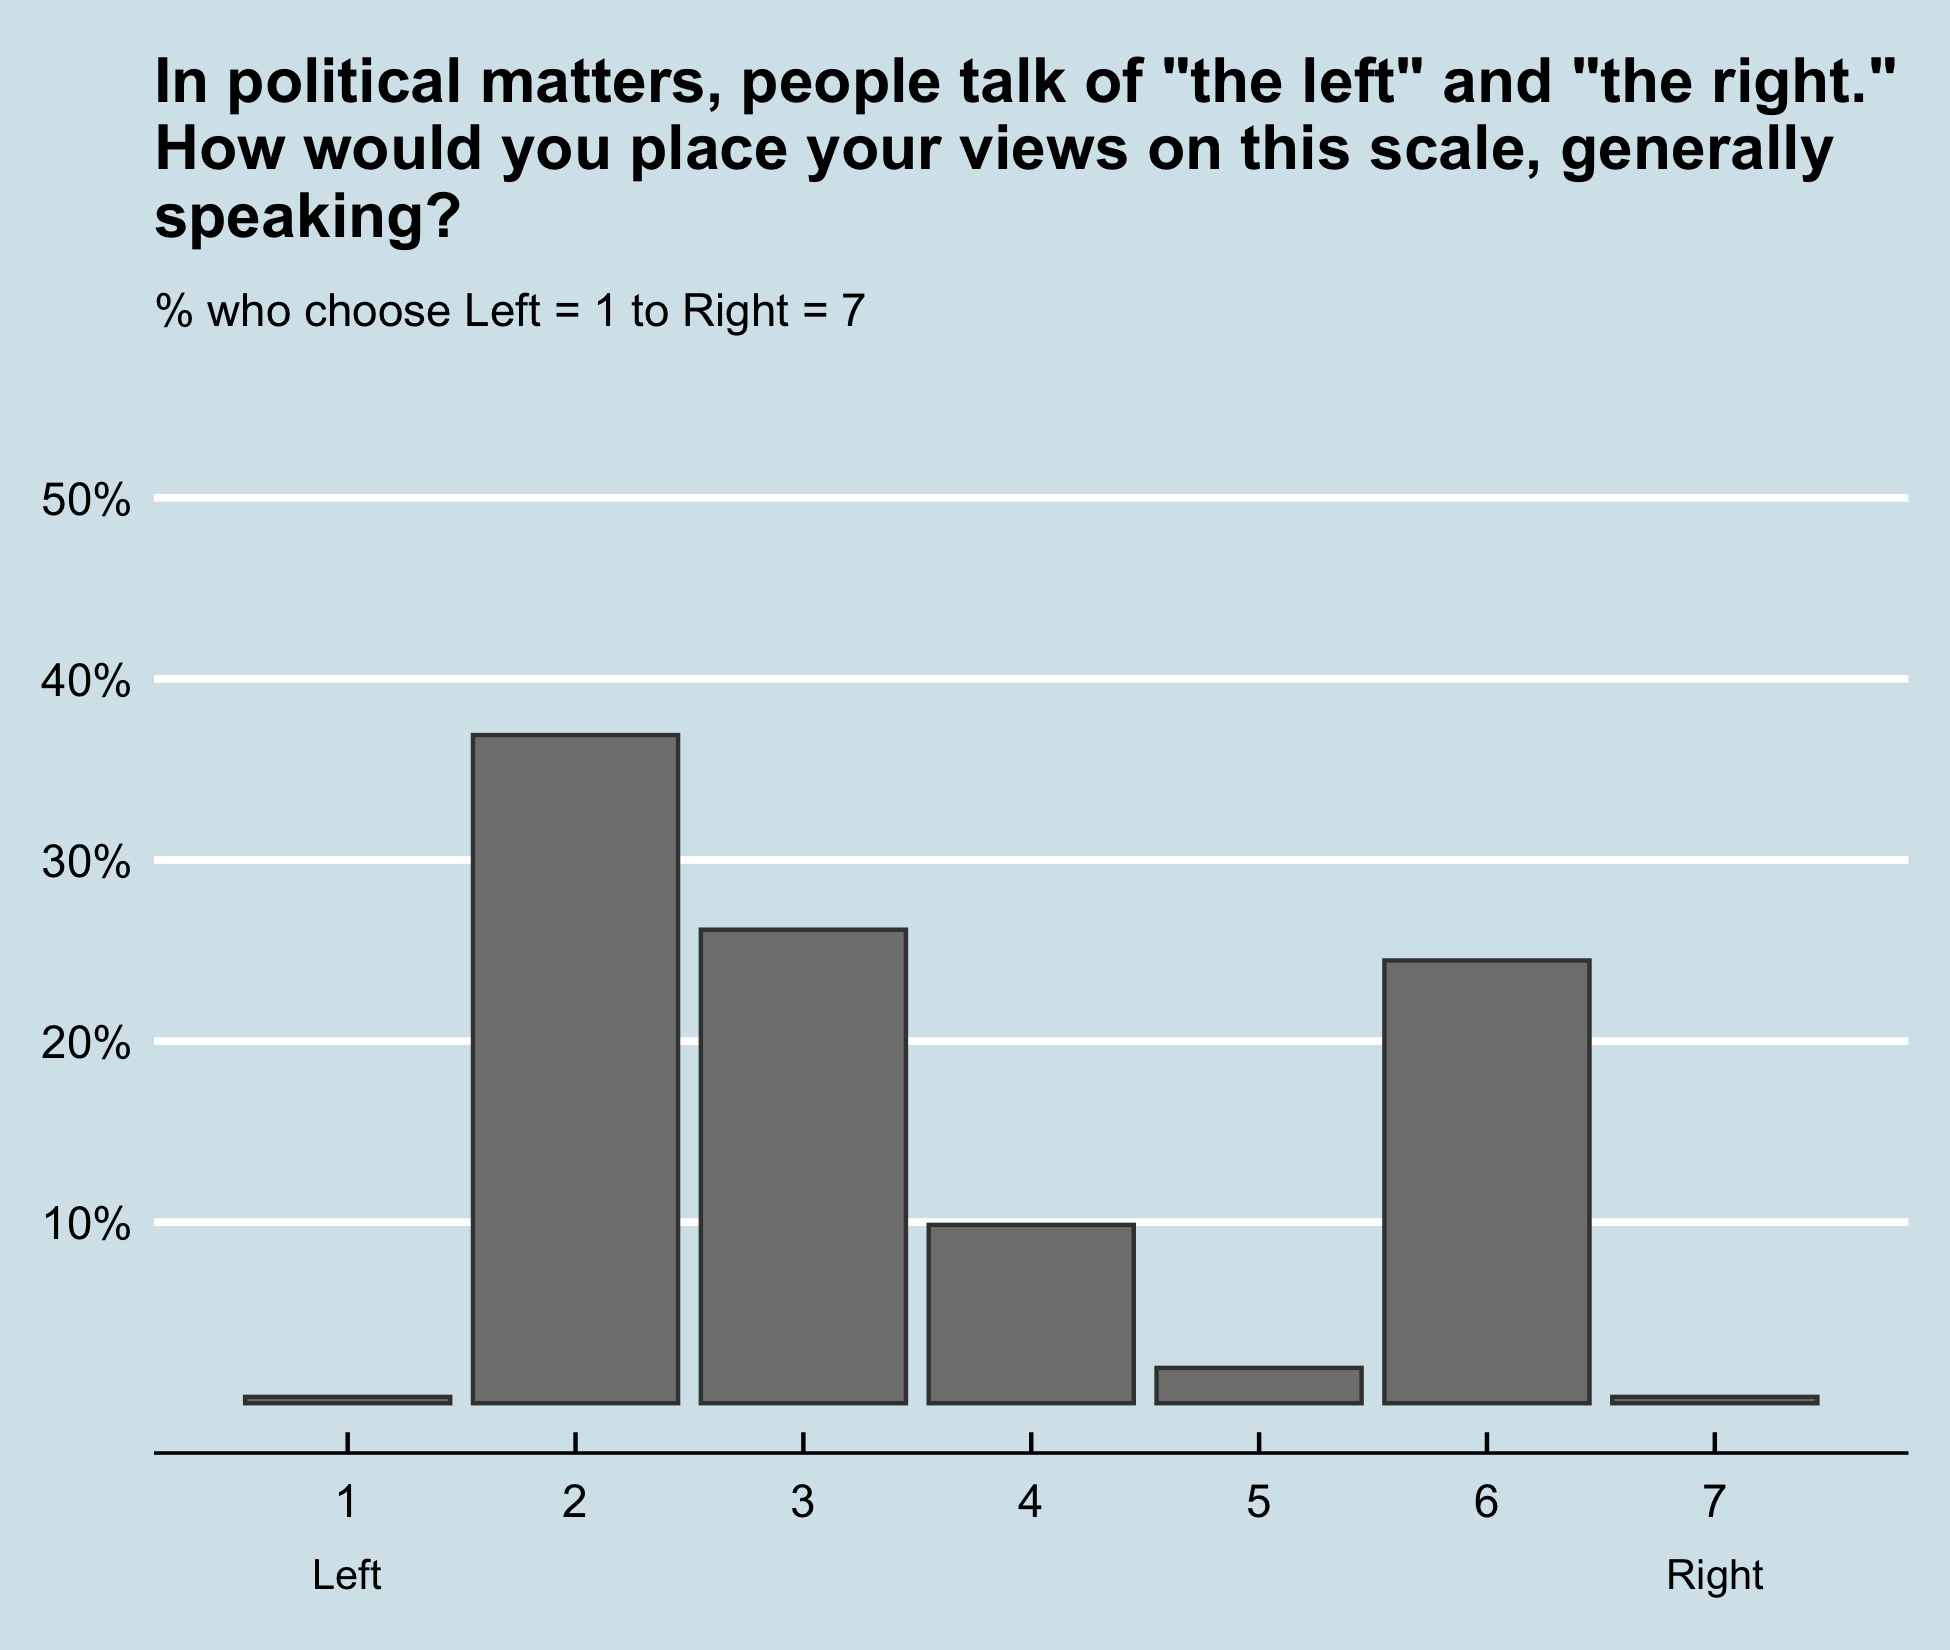 In political matters, people talk of "the left" and "the right."
How would you place your views on this scale, generally
speaking?
% who choose Left = 1 to Right = 7
50%
40%
30%
20%
10%
1 2 3 4 5 6 7
Left Right